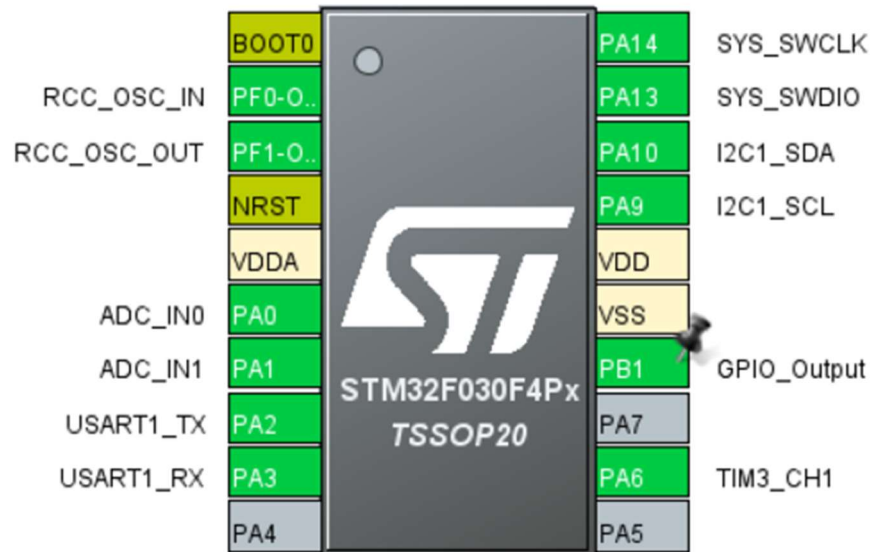 BOOT0 PA14 SYS_SWCLK
RCC_OSC_IN PF0-O.. PA13 SYS_SWDIO
RCC_OSC_OUT PF1-O.. PA10 I2C1_SDA
NRST PA9 I2C1_SCL
VDDA VDD
ADC_IN0 PA0 VSS
ADC_IN1 PA1 PB1 GPIO_Output
STM32F030F4Px
USART1_TX PA2 TSSOP20 PA7
USART1_RX PA3 PA6 TIM3_CH1
PA4 PA5